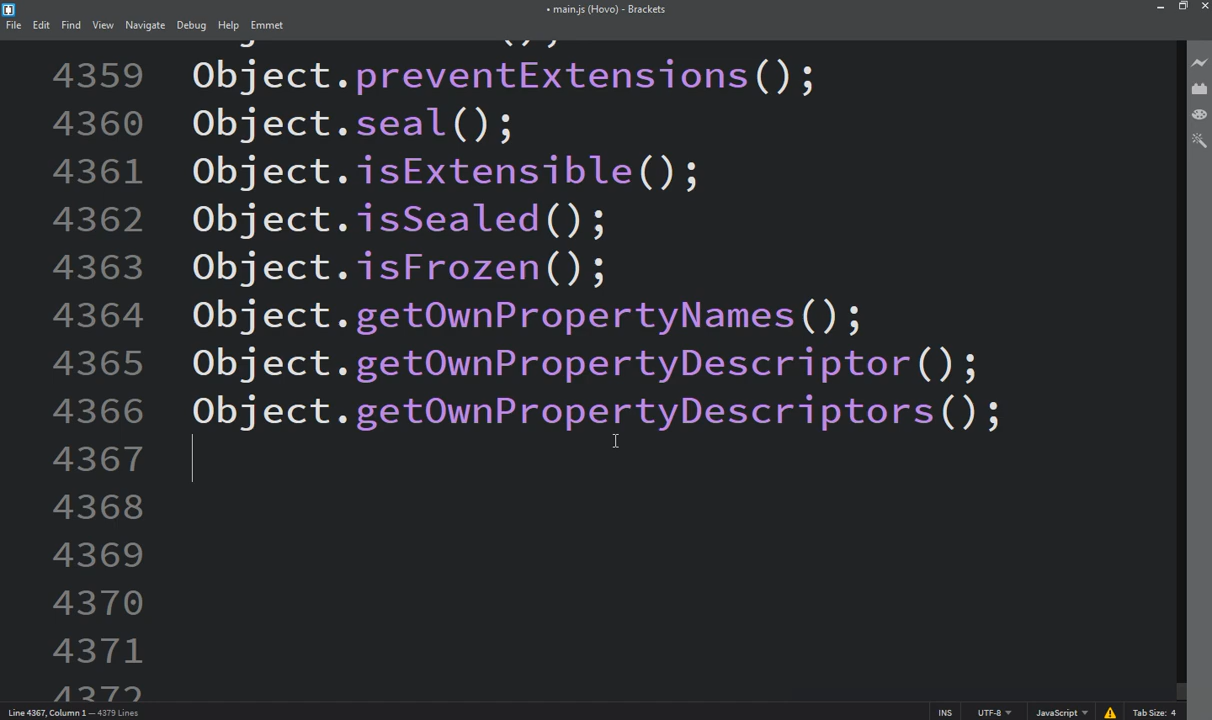 • main.js (Hovo) - Brackets
File Edit Find View Navigate Debug Help Emmet
4359 Object.preventExtensions();
4360 Object.seal();
4361 Object.isExtensible();
4362 Object.isSealed();
4363 Object.isFrozen();
4364 Object.getOwnPropertyNames();
4365 Object.getOwnPropertyDescriptor();
4366 Object.getOwnPropertyDescriptors();
4367
4368
4369
4370
4371
4372
Line 4367, Column 1 — 4379 Lines INS UTF-8 JavaScript Tab Size: 4